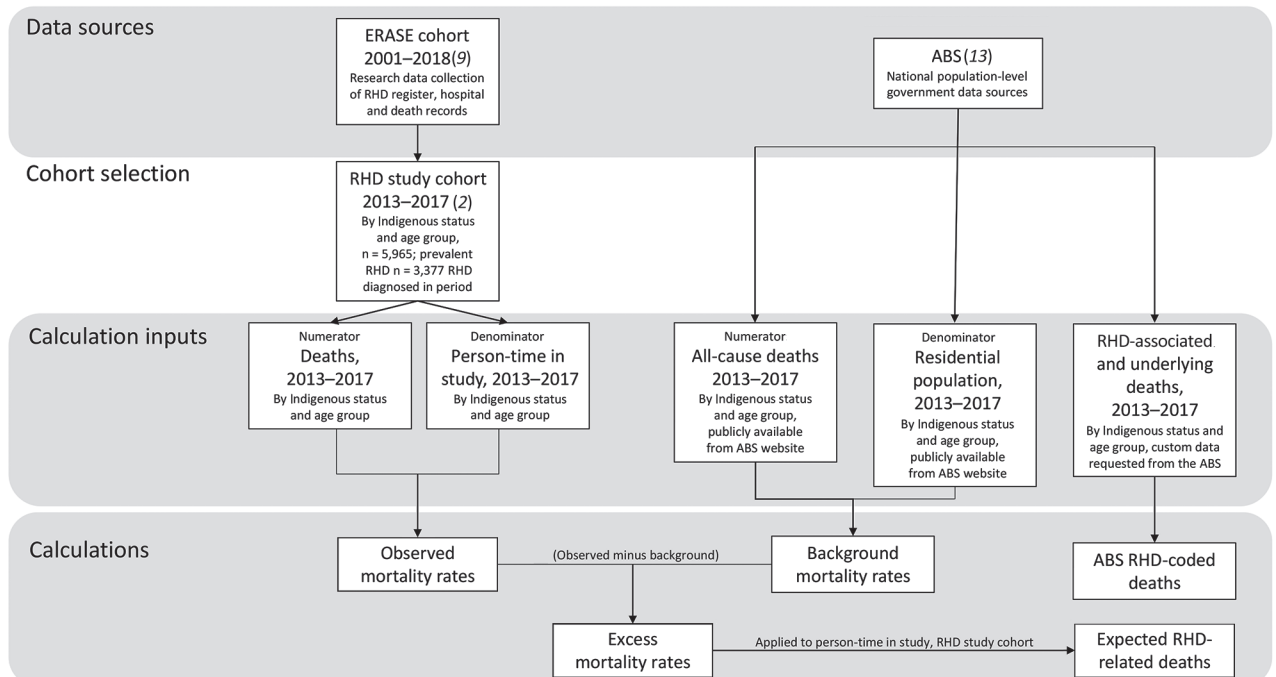 Data sources
ERASE cohort
2001–2018(9)
Research data collection
of RHD register, hospital
and death records
ABS(13)
National population-level
government data sources
Cohort selection
RHD study cohort
2013–2017 (2)
By Indigenous status
and age group,
n = 5,965; prevalent
RHD n = 3,377 RHD
diagnosed in period
Calculation inputs
Numerator
Deaths,
2013–2017
By Indigenous status
and age group
Denominator
Person-time in
study, 2013–2017
By Indigenous status
and age group
Numerator
All-cause deaths
2013–2017
By Indigenous status
and age group,
publicly available
from ABS website
Denominator
Residential
population,
2013–2017
By Indigenous status
and age group,
publicly available
from ABS website
RHD-associated
and underlying
deaths,
2013–2017
By Indigenous status and
age group, custom data
requested from the ABS
Calculations
Observed
mortality rates
(Observed minus background)
Background
mortality rates
ABS RHD-coded
deaths
Excess
mortality rates
Applied to person-time in study, RHD study cohort
Expected RHD-
related deaths